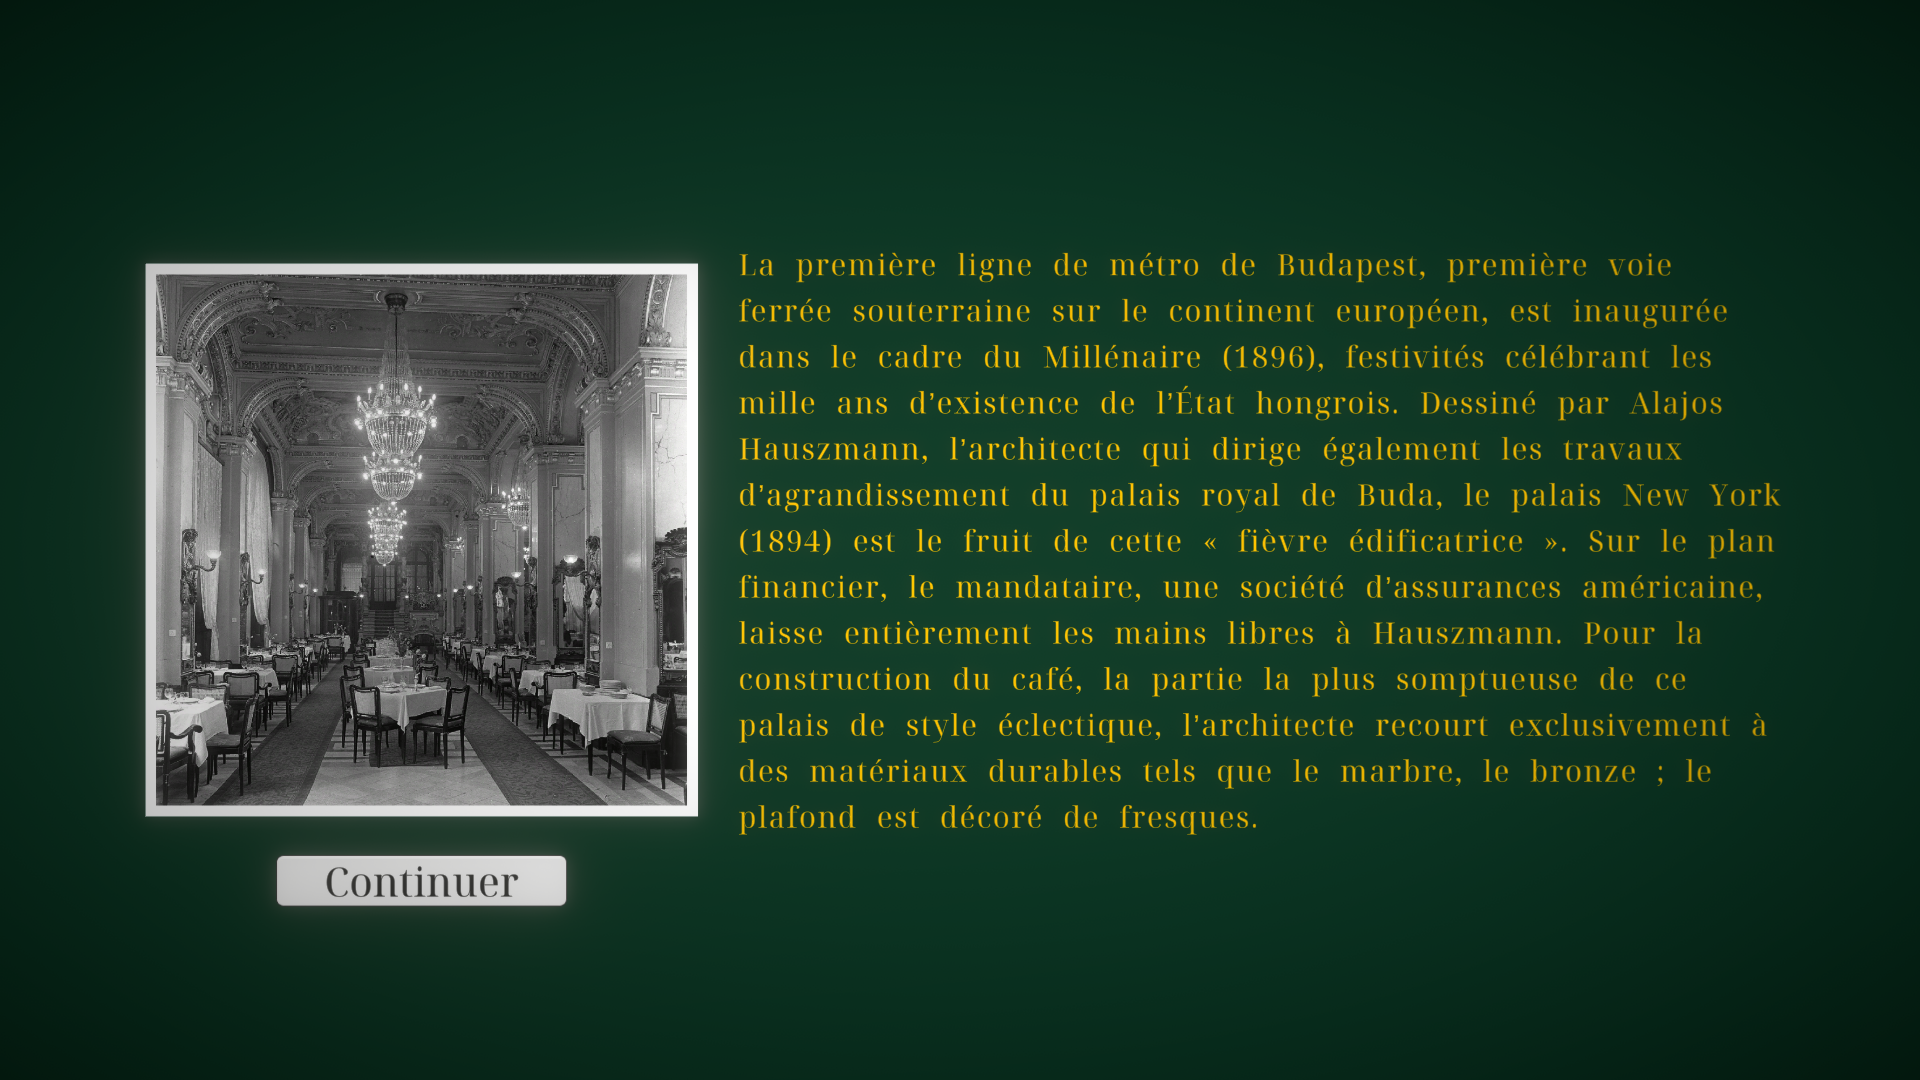 La première ligne de métro de Budapest, première voie
ferrée souterraine sur le continent européen, est inaugurée
dans le cadre du Millénaire (1896), festivités célébrant les
mille ans d’existence de l’État hongrois. Dessiné par Alajos
Hauszmann, l’architecte qui dirige également les travaux
d’agrandissement du palais royal de Buda, le palais New York
(1894) est le fruit de cette « fièvre édificatrice ». Sur le plan
financier, le mandataire, une société d’assurances américaine,
laisse entièrement les mains libres à Hauszmann. Pour la
construction du café, la partie la plus somptueuse de ce
palais de style éclectique, l’architecte recourt exclusivement à
des matériaux durables tels que le marbre, le bronze ; le
plafond est décoré de fresques.
Continuer